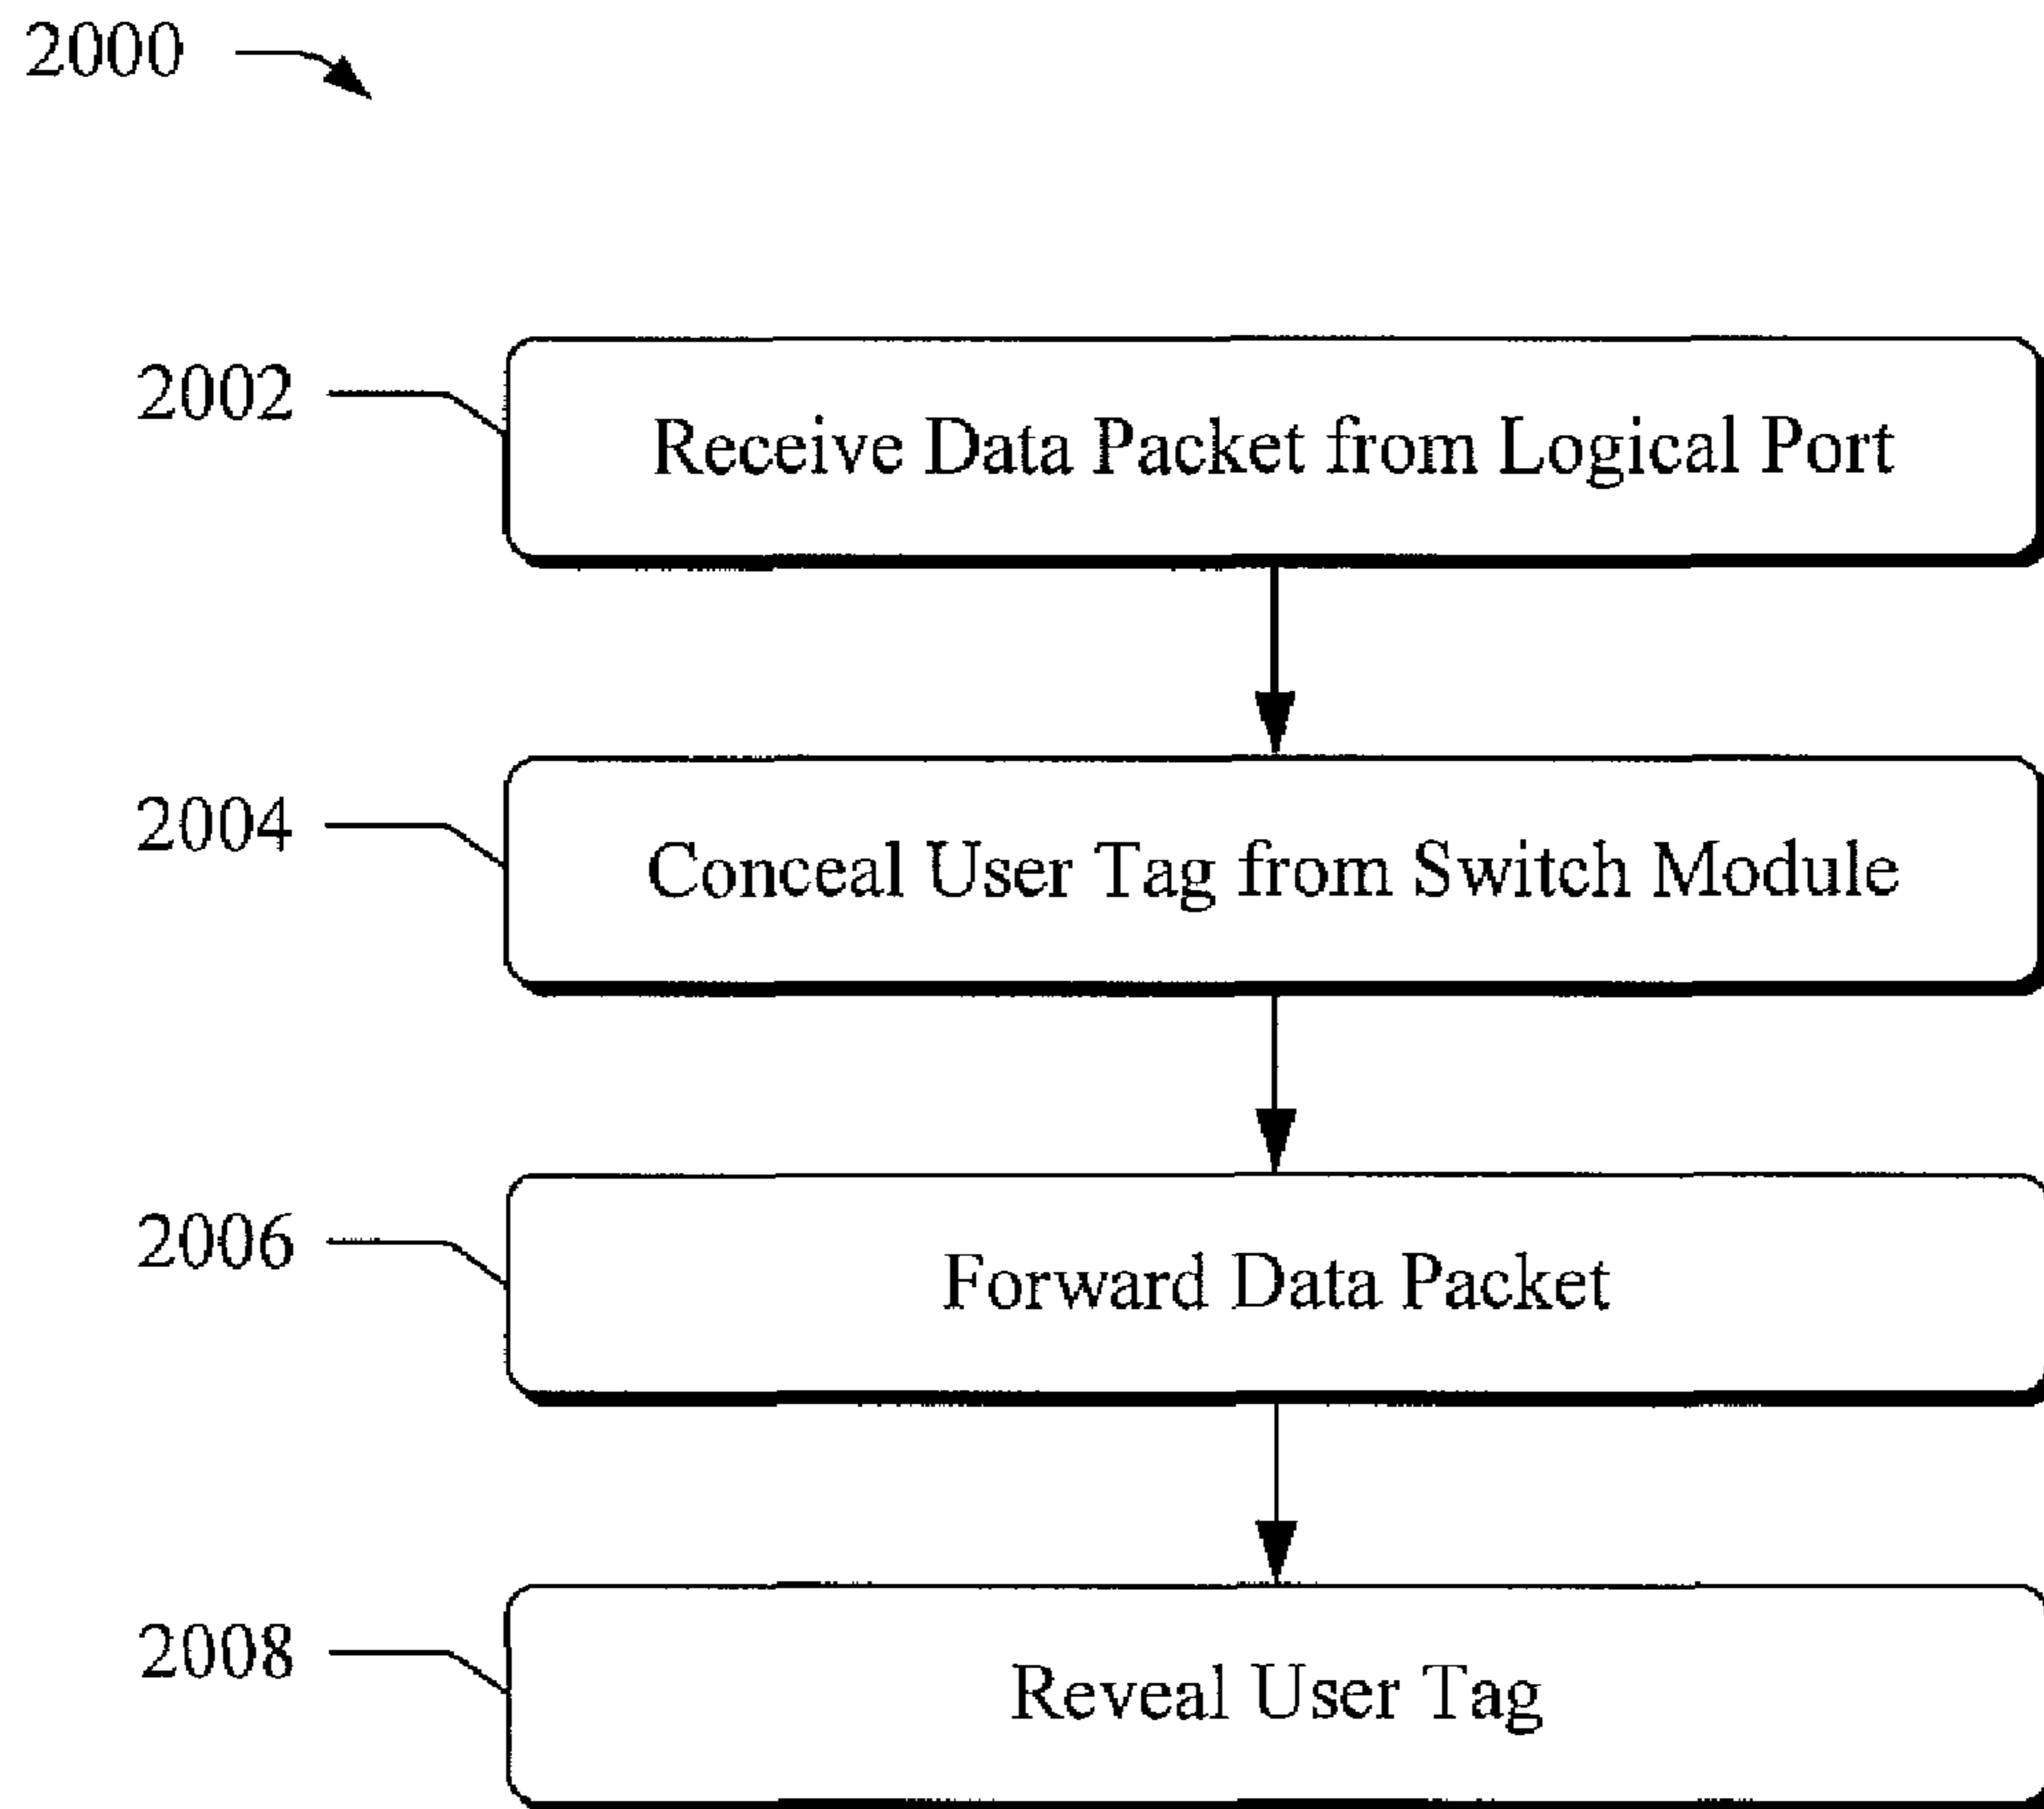 2000
2002
Receive Data Packet from Logical Port
2004
Conceal User Tag from Switch Module
2006
Forward Data Packet
2008
Reveal User Tag